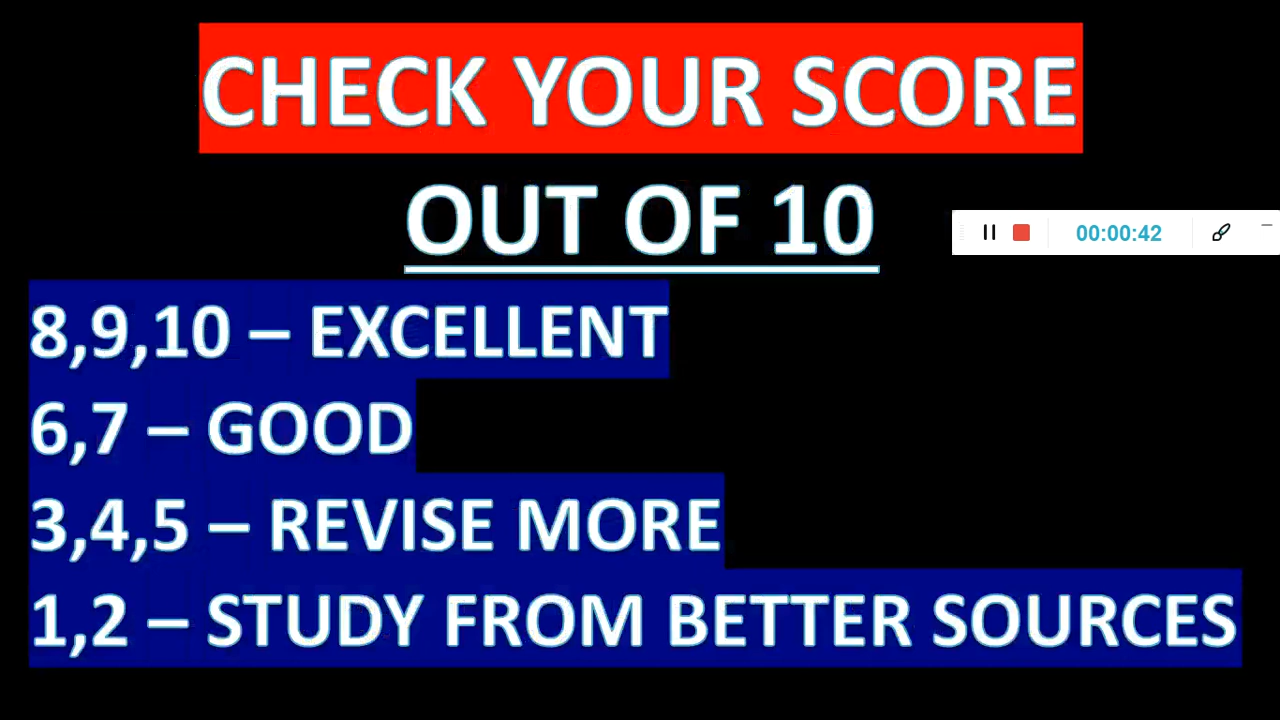 CHECK YOUR SCORE
OUT OF 10
00:00:42
8,9,10 – EXCELLENT
6,7 – GOOD
3,4,5 – REVISE MORE
1,2 – STUDY FROM BETTER SOURCES